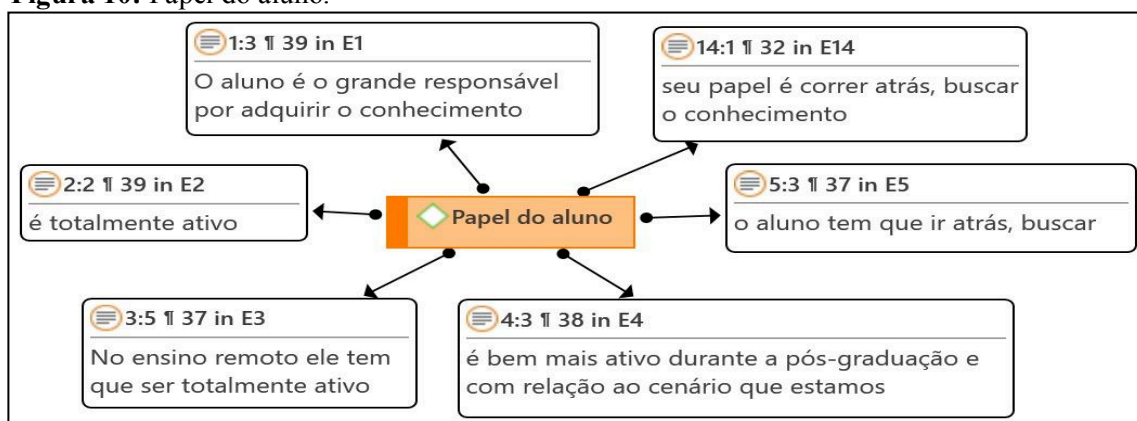 Figura 10: Papel do aluno.
1:3 ¶ 39 in E1
O aluno é o grande responsável
por adquirir o conhecimento
14:1 ¶ 32 in E14
seu papel é correr atrás, buscar
o conhecimento
2:2 ¶ 39 in E2
é totalmente ativo
Papel do aluno
5:3 ¶ 37 in E5
o aluno tem que ir atrás, buscar
3:5 ¶ 37 in E3
No ensino remoto ele tem
que ser totalmente ativo
4:3 ¶ 38 in E4
é bem mais ativo durante a pós-graduação e
com relação ao cenário que estamos